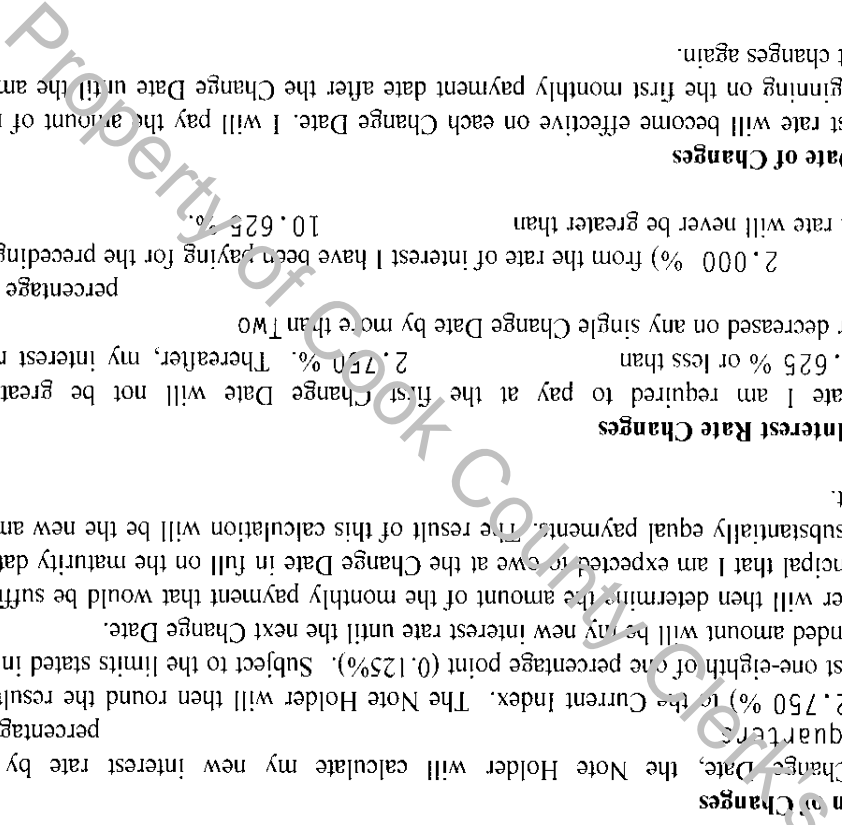 n of Changes
Change Date, the Note Holder will calculate my new interest rate by
quarters percentage
2.750 %) to the Current Index. The Note Holder will then round the resul
st one-eighth of one percentage point (0.125%). Subject to the limits stated in
nded amount will be my new interest rate until the next Change Date.
er will then determine the amount of the monthly payment that would be suffi
ncipal that I am expected to owe at the Change Date in full on the maturity dat
substantially equal payments. The result of this calculation will be the new am
t.
Interest Rate Changes
ate I am required to pay at the first Change Date will not be great
.625 % or less than 2.750 %. Thereafter, my interest r
r decreased on any single Change Date by more than TWO
percentage
2.000 %) from the rate of interest I have been paying for the preceding
rate will never be greater than 10.625 %.
Date of Changes
st rate will become effective on each Change Date. I will pay the amount of
ginning on the first monthly payment date after the Change Date until the am
t changes again.
Property of Cook County Clerk's